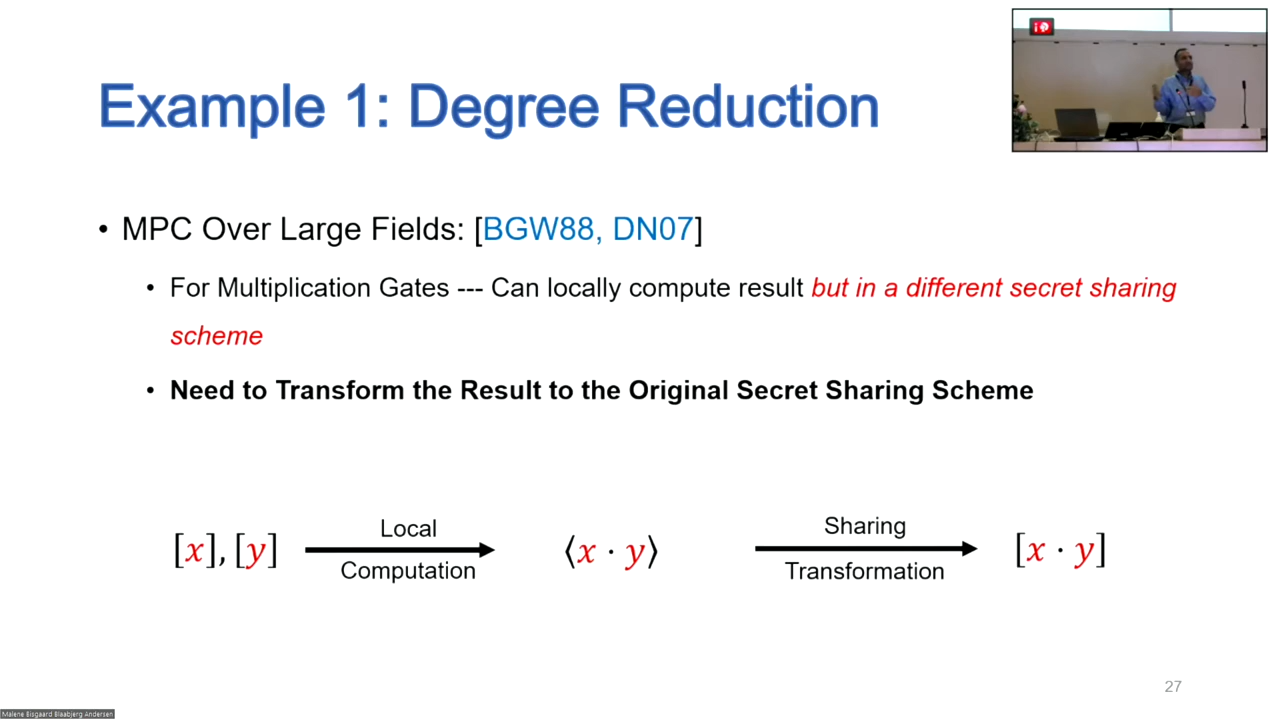 Example 1: Degree Reduction
• MPC Over Large Fields: [BGW88, DN07]
• For Multiplication Gates --- Can locally compute result but in a different secret sharing
scheme
• Need to Transform the Result to the Original Secret Sharing Scheme
[x], [y]
Local
Computation
⟨x · y⟩
Sharing
Transformation
[x · y]
27
Malene Eisgaard Blaabjerg Andersen